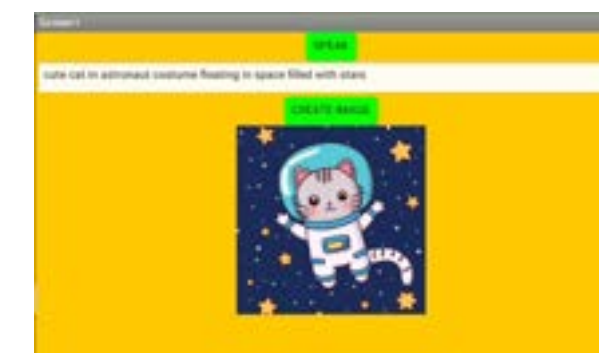 Screen1
SPEAK
cute cat in astronaut costume floating in space filled with stars
CREATE IMAGE